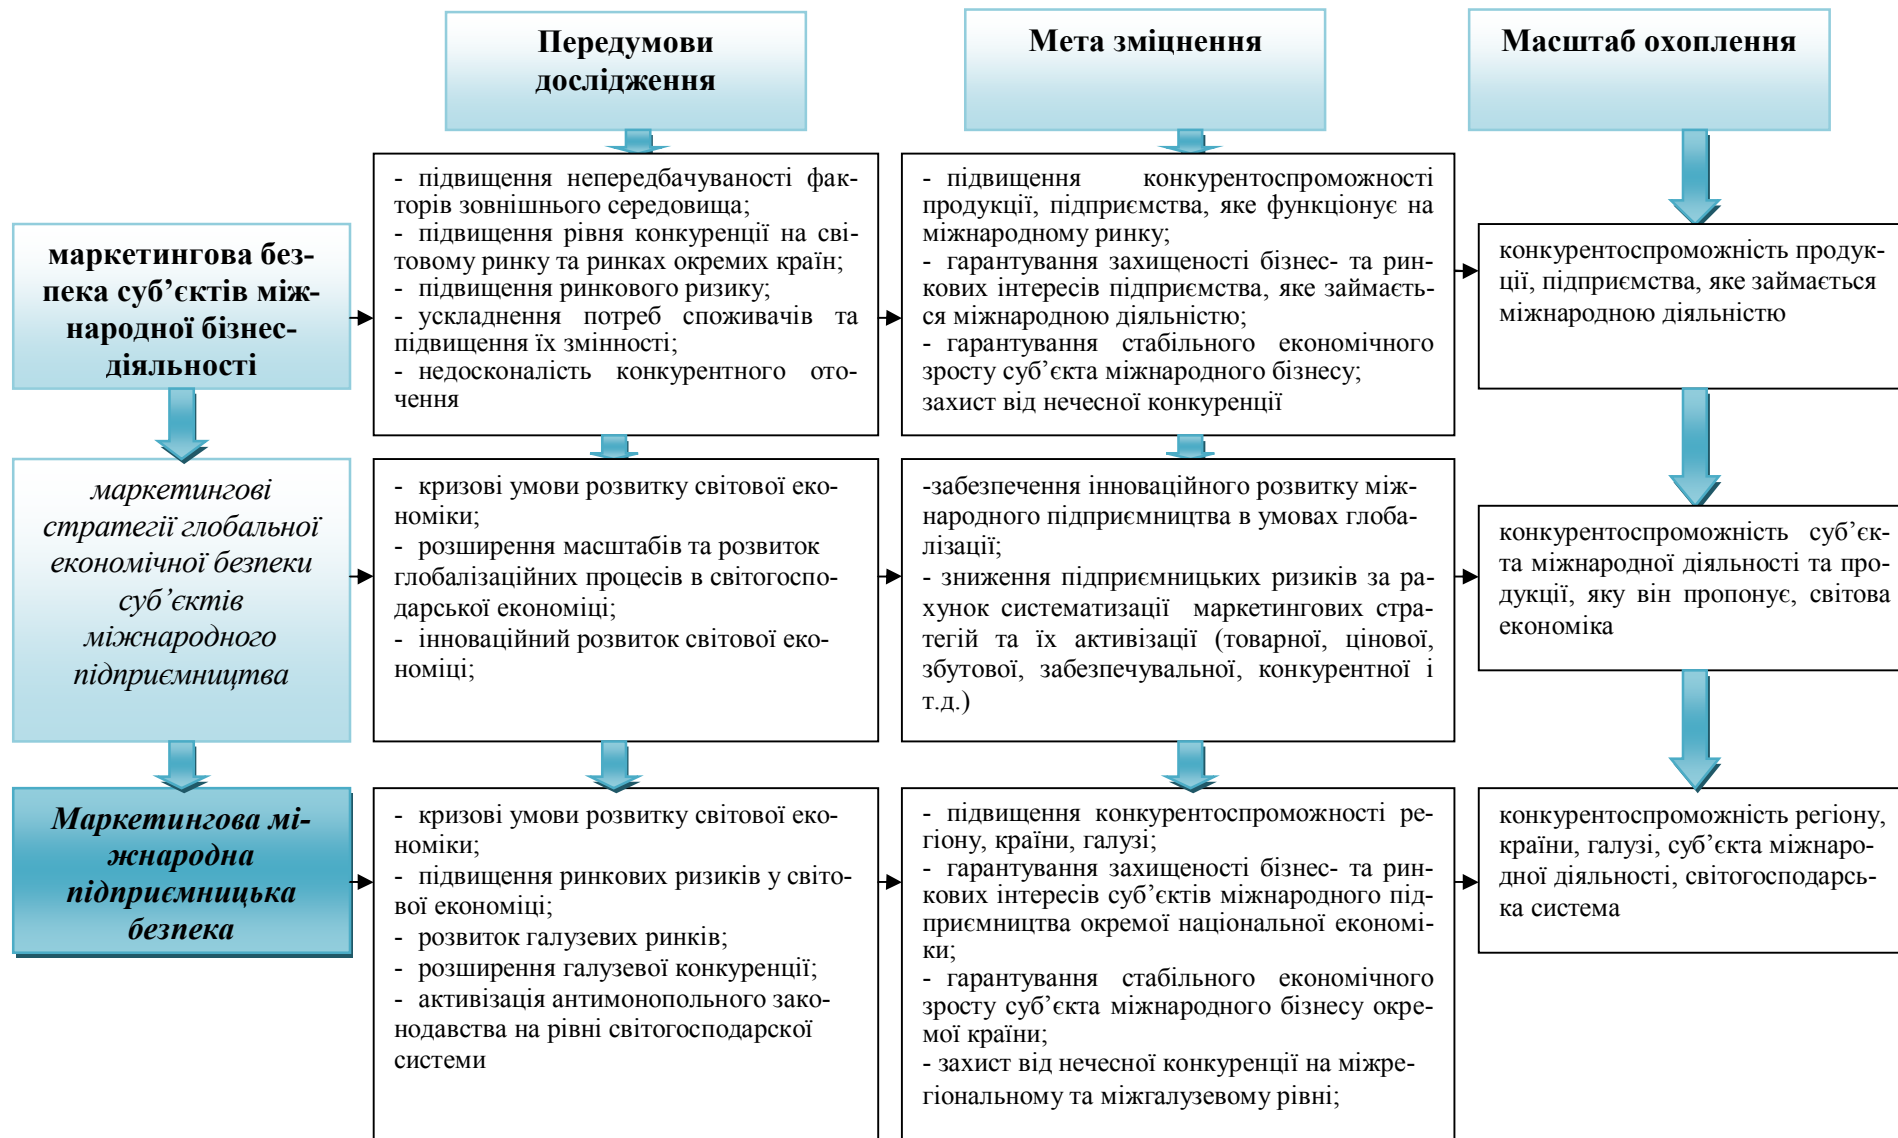 Передумови
дослідження
Мета зміцнення
Масштаб охоплення
маркетингова без-
пека суб’єктів між-
народної бізнес-
діяльності
- підвищення непередбачуваності фак-
торів зовнішнього середовища;
- підвищення рівня конкуренції на сві-
товому ринку та ринках окремих країн;
- підвищення ринкового ризику;
- ускладнення потреб споживачів та
підвищення їх змінності;
- недосконалість конкурентного ото-
чення
- підвищення конкурентоспроможності
продукції, підприємства, яке функціонує на
міжнародному ринку;
- гарантування захищеності бізнес- та рин-
кових інтересів підприємства, яке займаєть-
ся міжнародною діяльністю;
- гарантування стабільного економічного
зросту суб’єкта міжнародного бізнесу;
захист від нечесної конкуренції
конкурентоспроможність продук-
ції, підприємства, яке займається
міжнародною діяльністю
маркетингові
стратегії глобальної
економічної безпеки
суб’єктів
міжнародного
підприємництва
- кризові умови розвитку світової еко-
номіки;
- розширення масштабів та розвиток
глобалізаційних процесів в світогоспо-
дарської економіці;
- інноваційний розвиток світової еко-
номіці;
-забезпечення інноваційного розвитку між-
народного підприємництва в умовах глоба-
лізації;
- зниження підприємницьких ризиків за ра-
хунок систематизації маркетингових стра-
тегій та їх активізації (товарної, цінової,
збутової, забезпечувальної, конкурентної і
т.д.)
конкурентоспроможність суб’єк-
та міжнародної діяльності та про-
дукції, яку він пропонує, світова
економіка
Маркетингова мі-
жнародна
підприємницька
безпека
- кризові умови розвитку світової еко-
номіки;
- підвищення ринкових ризиків у світо-
вої економіці;
- розвиток галузевих ринків;
- розширення галузевої конкуренції;
- активізація антимонопольного зако-
нодавства на рівні світогосподарскої
системи
- підвищення конкурентоспроможності ре-
гіону, країни, галузі;
- гарантування захищеності бізнес- та рин-
кових інтересів суб’єктів міжнародного під-
приємництва окремої національної економі-
ки;
- гарантування стабільного економічного
зросту суб’єкта міжнародного бізнесу окре-
мої країни;
- захист від нечесної конкуренції на міжре-
гіональному та міжгалузевому рівні;
конкурентоспроможність регіону,
країни, галузі, суб’єкта міжнаро-
дної діяльності, світогосподарсь-
ка система